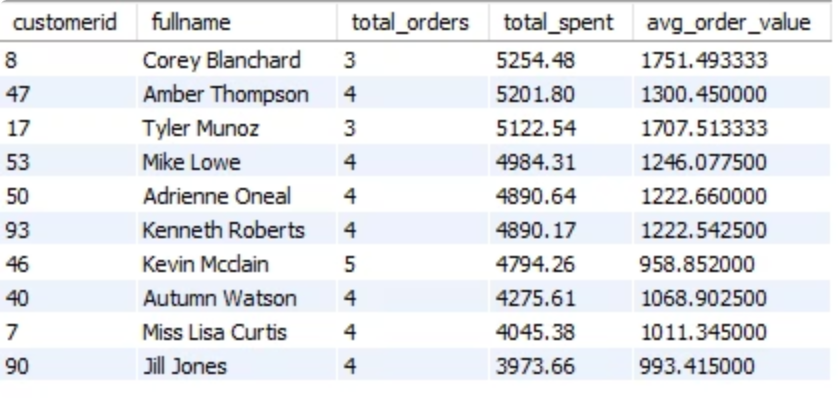 customerid fullname total_orders total_spent avg_order_value
8 Corey Blanchard 3 5254.48 1751.493333
47 Amber Thompson 4 5201.80 1300.450000
17 Tyler Munoz 3 5122.54 1707.513333
53 Mike Lowe 4 4984.31 1246.077500
50 Adrienne Oneal 4 4890.64 1222.660000
93 Kenneth Roberts 4 4890.17 1222.542500
46 Kevin Mcclain 5 4794.26 958.852000
40 Autumn Watson 4 4275.61 1068.902500
7 Miss Lisa Curtis 4 4045.38 1011.345000
90 Jill Jones 4 3973.66 993.415000